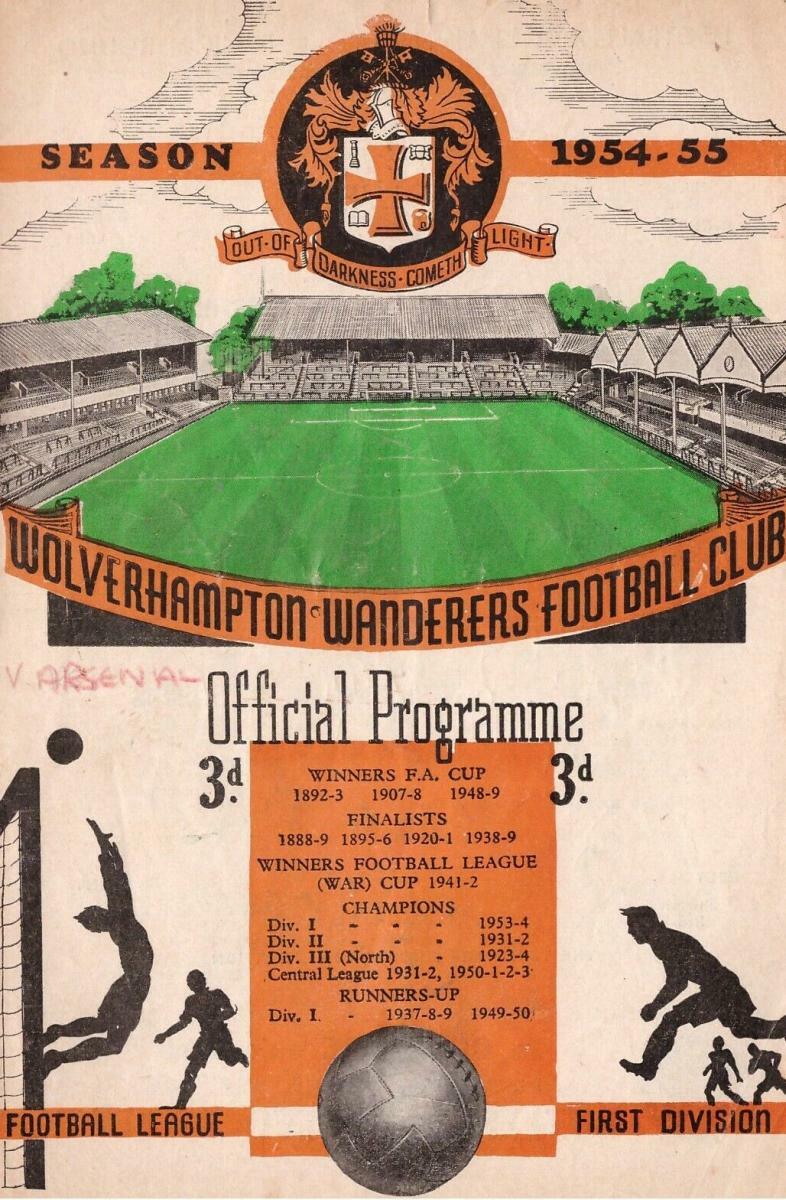 SEASON 1954-55
OUT·OF DARKNESS·COMETH LIGHT·
WOLVERHAMPTON·WANDERERS FOOTBALL CLUB
V. ARSENAL
Official Programme
3d. 3d.
WINNERS F.A. CUP
1892-3 1907-8 1948-9
FINALISTS
1888-9 1895-6 1920-1 1938-9
WINNERS FOOTBALL LEAGUE
(WAR) CUP 1941-2
CHAMPIONS
Div. I - - - 1953-4
Div. II - - - 1931-2
Div. III (North) - 1923-4
Central League 1931-2, 1950-1-2-3
RUNNERS-UP
Div. I. - 1937-8-9 1949-50
FOOTBALL LEAGUE FIRST DIVISION